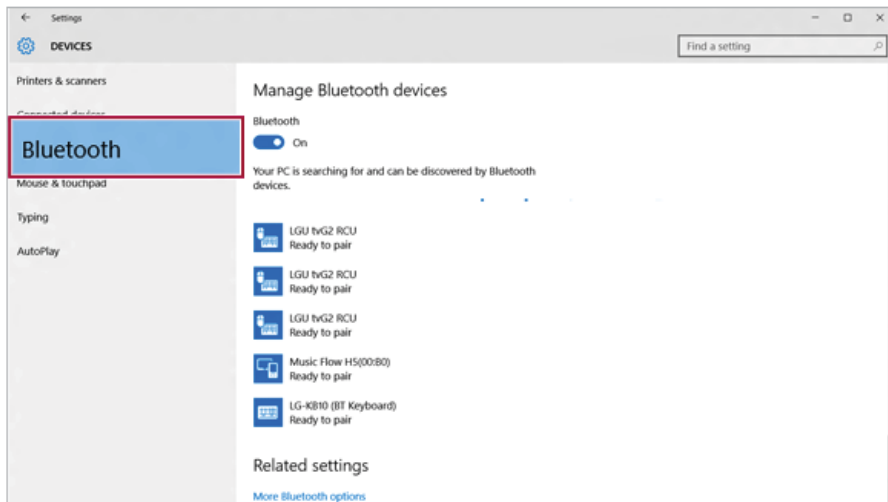 Settings
DEVICES
Find a setting
Printers & scanners
Connected devices
Bluetooth
Mouse & touchpad
Typing
AutoPlay
Manage Bluetooth devices
Bluetooth
On
Your PC is searching for and can be discovered by Bluetooth
devices.
LGU tvG2 RCU
Ready to pair
LGU tvG2 RCU
Ready to pair
LGU tvG2 RCU
Ready to pair
Music Flow H5(00:B0)
Ready to pair
LG-KB10 (BT Keyboard)
Ready to pair
Related settings
More Bluetooth options